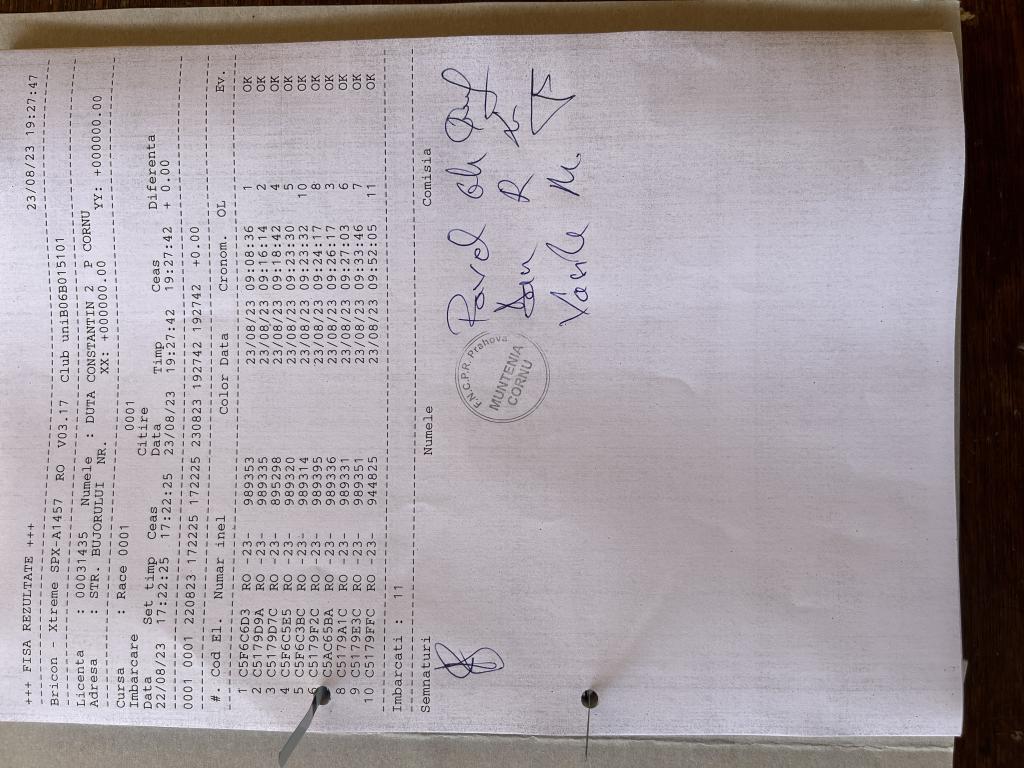 +++ FISA REZULTATE +++ 23/08/23 19:27:47
Bricon - Xtreme SPX-A1457 RO V03.17 Club uniB06B015101
Licenta : 00031435 Numele : DUTA CONSTANTIN 2 P CORNU
Adresa : STR. BUJORULUI NR. XX: +000000.00 YY: +000000.00
Cursa : Race 0001
Imbarcare 0001
Citire
Data Set timp Ceas Data Timp Ceas Diferenta
22/08/23 17:22:25 17:22:25 23/08/23 19:27:42 19:27:42 + 0.00
0001 0001 220823 172225 172225 230823 192742 192742 +0.00
#. Cod El. Numar inel Color Data Cronom. OL Ev.
1 C5F6C6D3 RO -23- 989353 23/08/23 09:08:36 1 OK
2 C5179D9A RO -23- 989335 23/08/23 09:16:14 2 OK
3 C5179D7C RO -23- 895298 23/08/23 09:18:42 4 OK
4 C5F6C5E5 RO -23- 989320 23/08/23 09:23:30 5 OK
5 C5F6C3BC RO -23- 989314 23/08/23 09:23:32 10 OK
6 C5179F2C RO -23- 989395 23/08/23 09:24:17 8 OK
7 C5AC65BA RO -23- 989336 23/08/23 09:26:17 3 OK
8 C5179A1C RO -23- 989331 23/08/23 09:27:03 6 OK
9 C5179E3C RO -23- 989351 23/08/23 09:33:46 7 OK
10 C5179FFC RO -23- 944825 23/08/23 09:52:05 11 OK
Imbarcati : 11
Semnaturi Numele Comisia
F.N.C.P.R. Prahova
MUNTENIA
CORNU
Pavel Gh
Dan R
Vasile M.